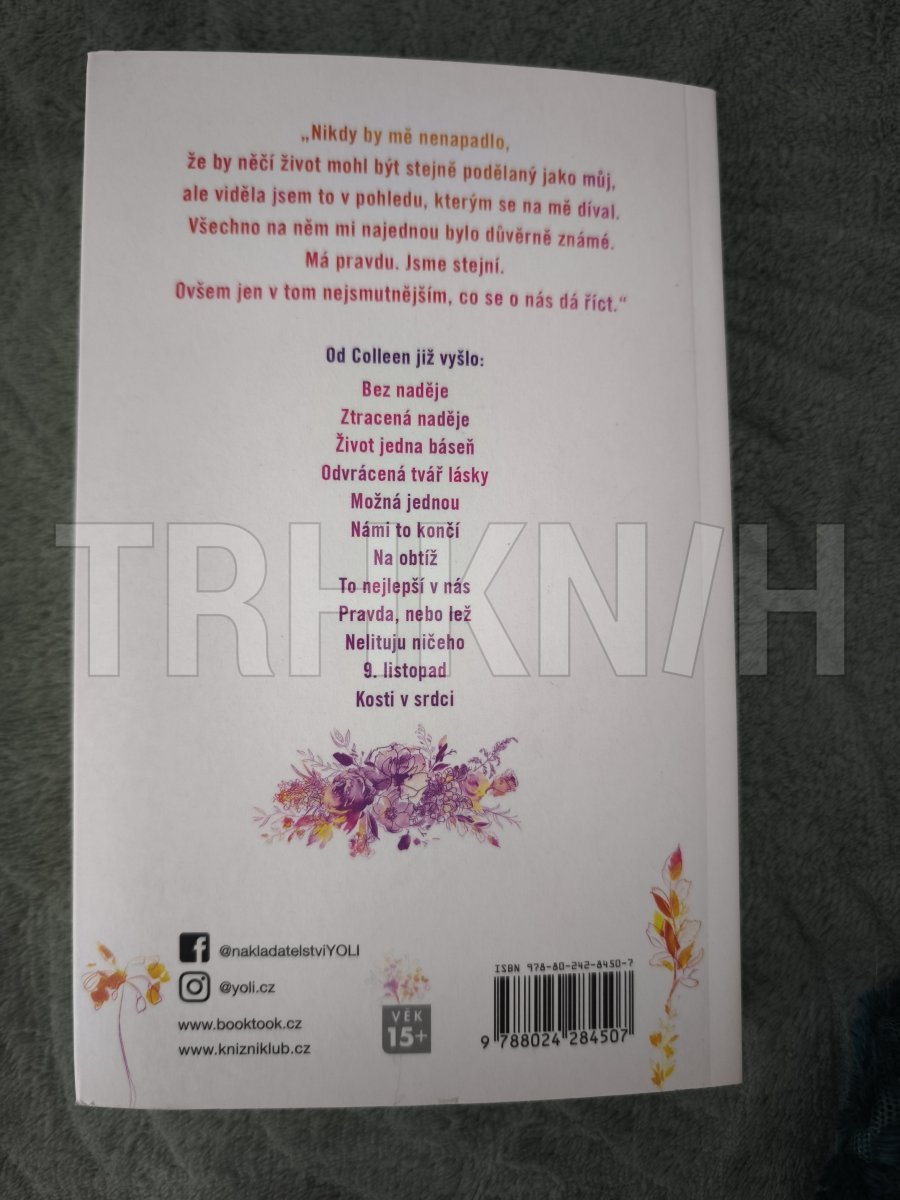 „Nikdy by mě nenapadlo,
že by něčí život mohl být stejně podělaný jako můj,
ale viděla jsem to v pohledu, kterým se na mě díval.
Všechno na něm mi najednou bylo důvěrně známé.
Má pravdu. Jsme stejní.
Ovšem jen v tom nejsmutnějším, co se o nás dá říct.“
Od Colleen již vyšlo:
Bez naděje
Ztracená naděje
Život jedna báseň
Odvrácená tvář lásky
Možná jednou
Námi to končí
Na obtíž
To nejlepší v nás
Pravda, nebo lež
Nelituju ničeho
9. listopad
Kosti v srdci
TRH KNIH
@nakladatelstviYOLI
@yoli.cz
www.booktook.cz
www.knizniklub.cz
VĚK
15+
ISBN 978-80-242-8450-7
9 788024 284507